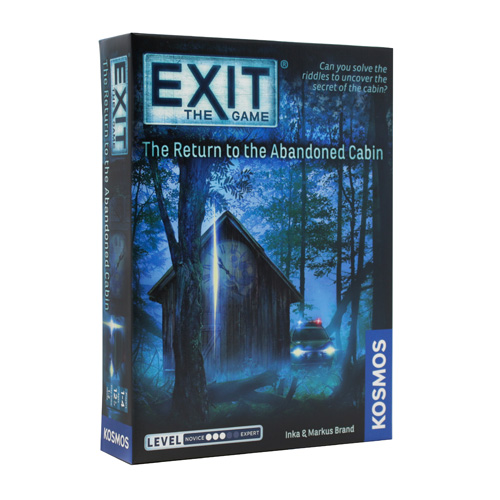 EXIT®
THE GAME
Can you solve the
riddles to uncover the
secret of the cabin?
The Return to the Abandoned Cabin
LEVEL NOVICE EXPERT
Inka & Markus Brand
KOSMOS
EXIT
THE GAME
The Return to the Abandoned Cabin
KOSMOS